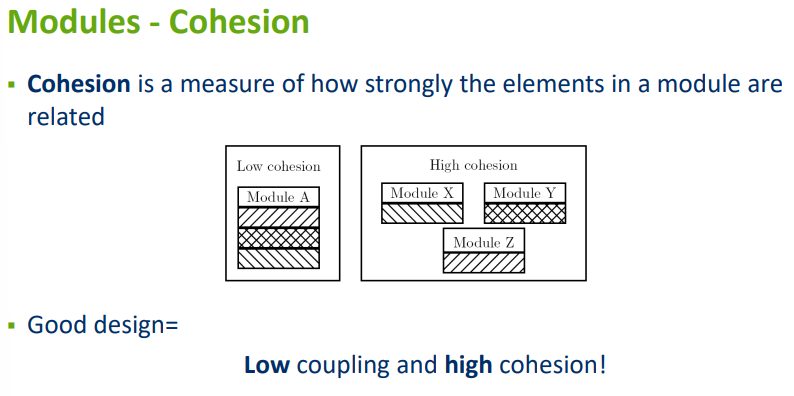 Modules - Cohesion
Cohesion is a measure of how strongly the elements in a module are
related
Low cohesion
Module A
High cohesion
Module X
Module Y
Module Z
Good design=
Low coupling and high cohesion!